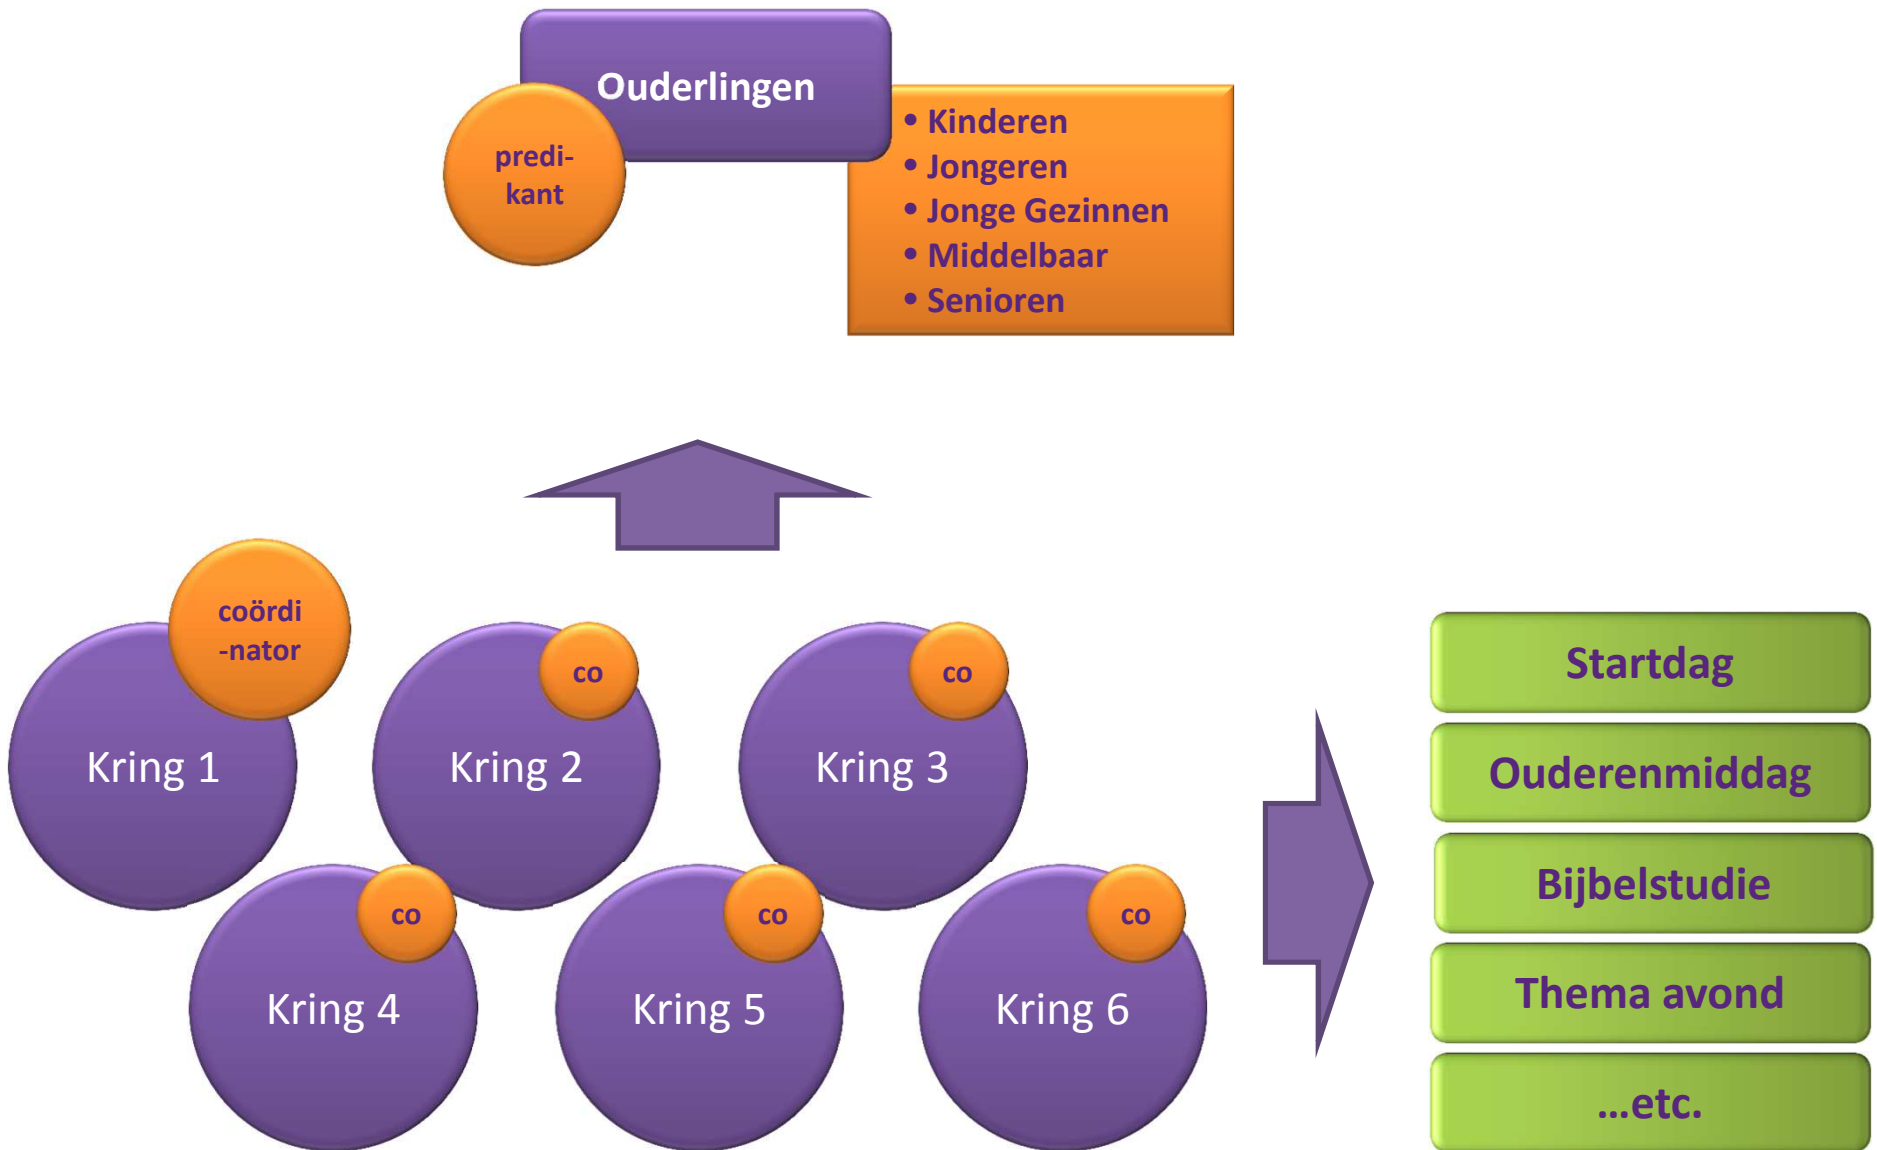 Ouderlingen
predi-
kant
• Kinderen
• Jongeren
• Jonge Gezinnen
• Middelbaar
• Senioren
coördi
-nator
Kring 1
co
Kring 2
co
Kring 3
co
Kring 4
co
Kring 5
co
Kring 6
Startdag
Ouderenmiddag
Bijbelstudie
Thema avond
...etc.